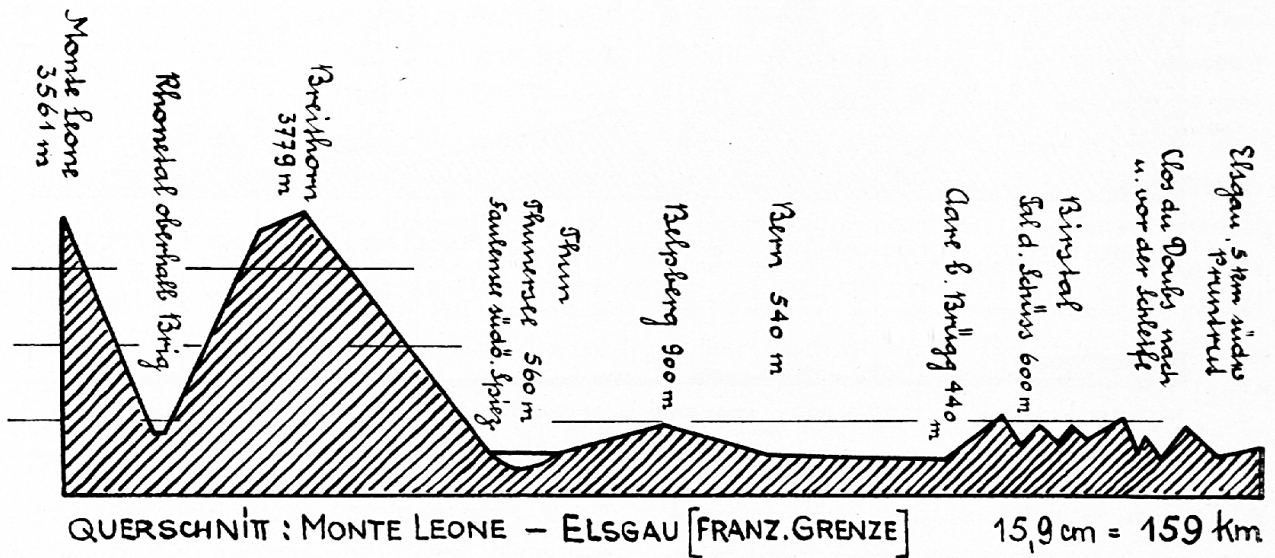 Monte Leone
3561 m
Rhonetal oberhalb Brig
Breithorn
3779 m
Faulensee südö. Spiez
Thunersee 560 m
Thun
Belpberg 900 m
Bern 540 m
Aare b. Brügg 440 m
Tal d. Schüss 600 m
Birstal
Clos du Doubs nach
u. vor der Schleife
Elsgau, 5 km südw
Pruntrut
QUERSCHNITT : MONTE LEONE – ELSGAU [FRANZ. GRENZE]
15,9 cm = 159 km